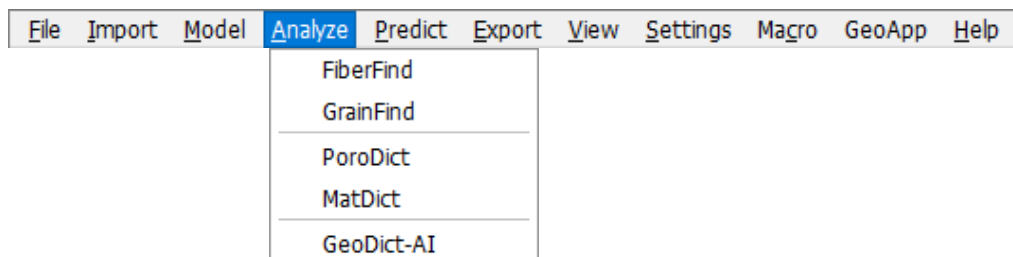 File Import Model Analyze Predict Export View Settings Macro GeoApp Help
FiberFind
GrainFind
PoroDict
MatDict
GeoDict-AI